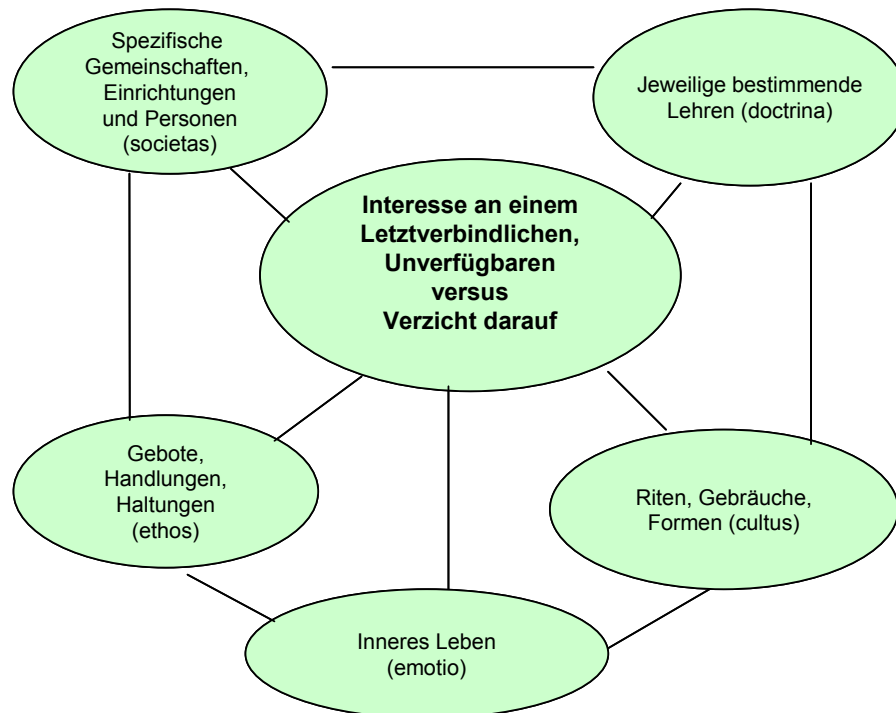 Spezifische
Gemeinschaften,
Einrichtungen
und Personen
(societas)
Jeweilige bestimmende
Lehren (doctrina)
Interesse an einem
Letztverbindlichen,
Unverfügbaren
versus
Verzicht darauf
Gebote,
Handlungen,
Haltungen
(ethos)
Riten, Gebräuche,
Formen (cultus)
Inneres Leben
(emotio)